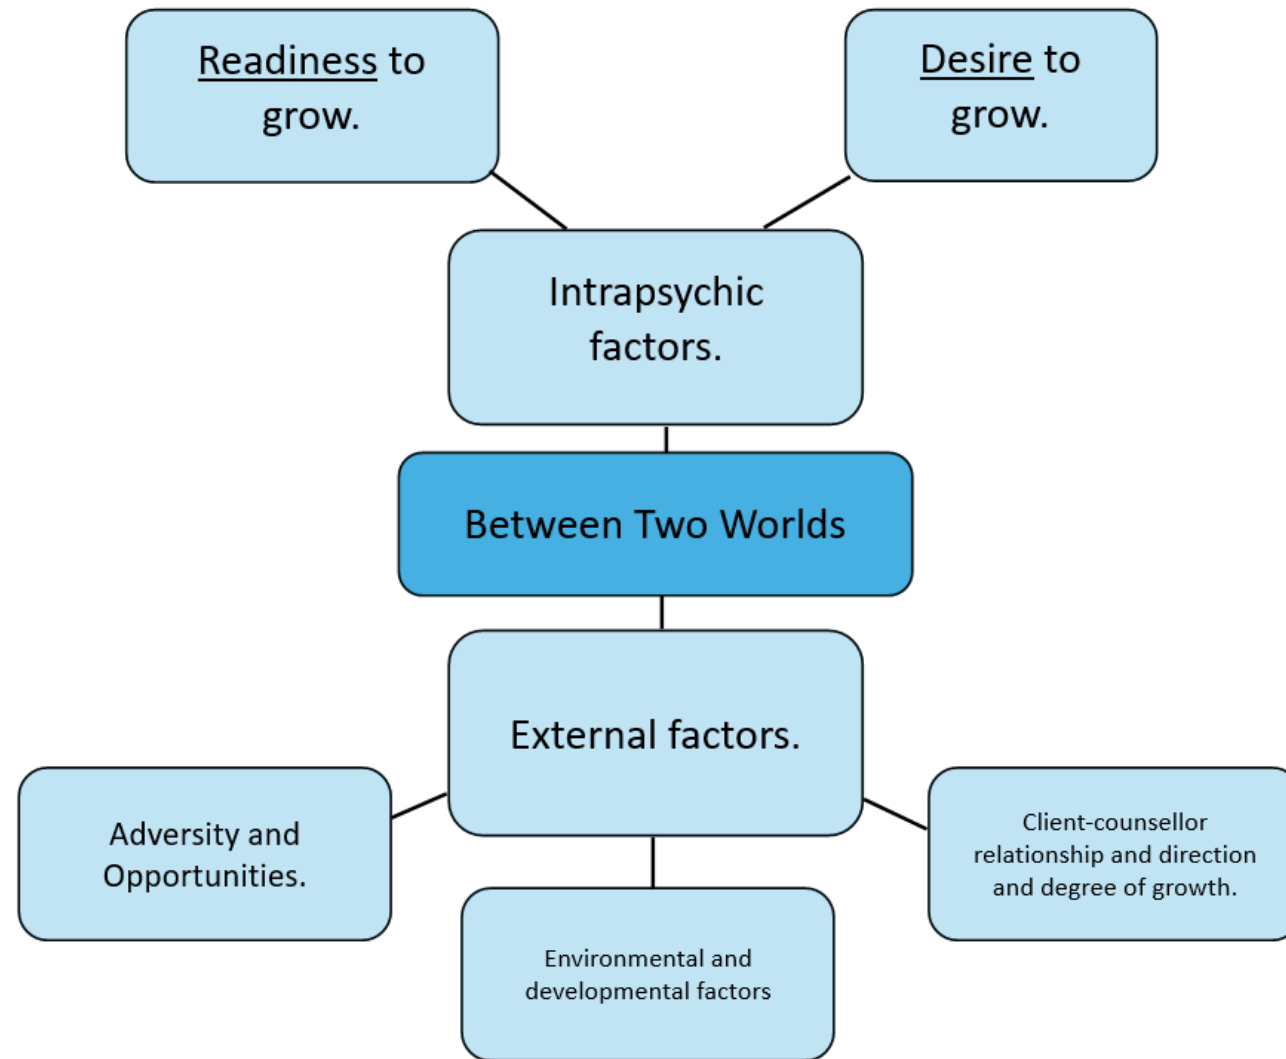 Readiness to
grow.
Desire to
grow.
Intrapsychic
factors.
Between Two Worlds
External factors.
Adversity and
Opportunities.
Client-counsellor
relationship and direction
and degree of growth.
Environmental and
developmental factors